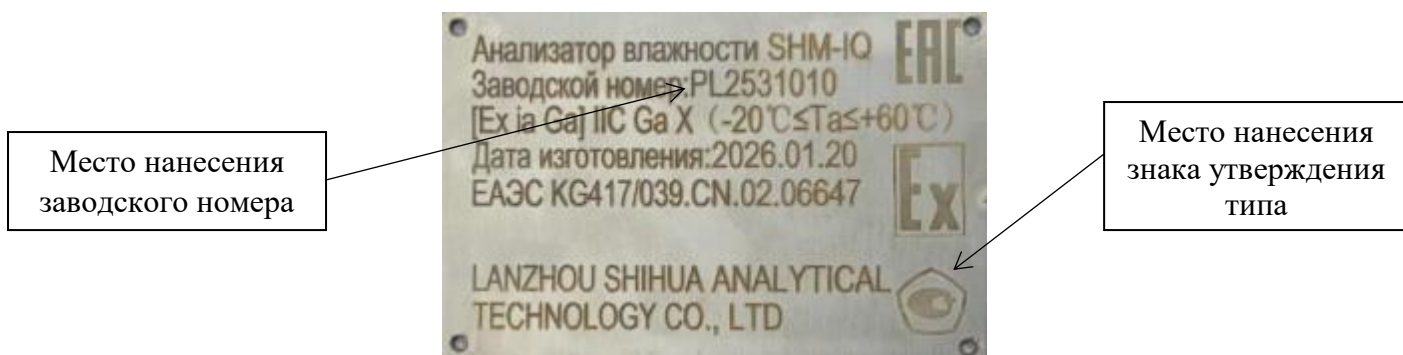 Анализатор влажности SHM-IQ
Заводской номер:PL2531010
[Ex ia Ga] IIC Ga X (-20℃≤Ta≤+60℃)
Дата изготовления:2026.01.20
ЕАЭС KG417/039.CN.02.06647
LANZHOU SHIHUA ANALYTICAL
TECHNOLOGY CO., LTD
EAC
Ex
Место нанесения
заводского номера
Место нанесения
знака утверждения
типа